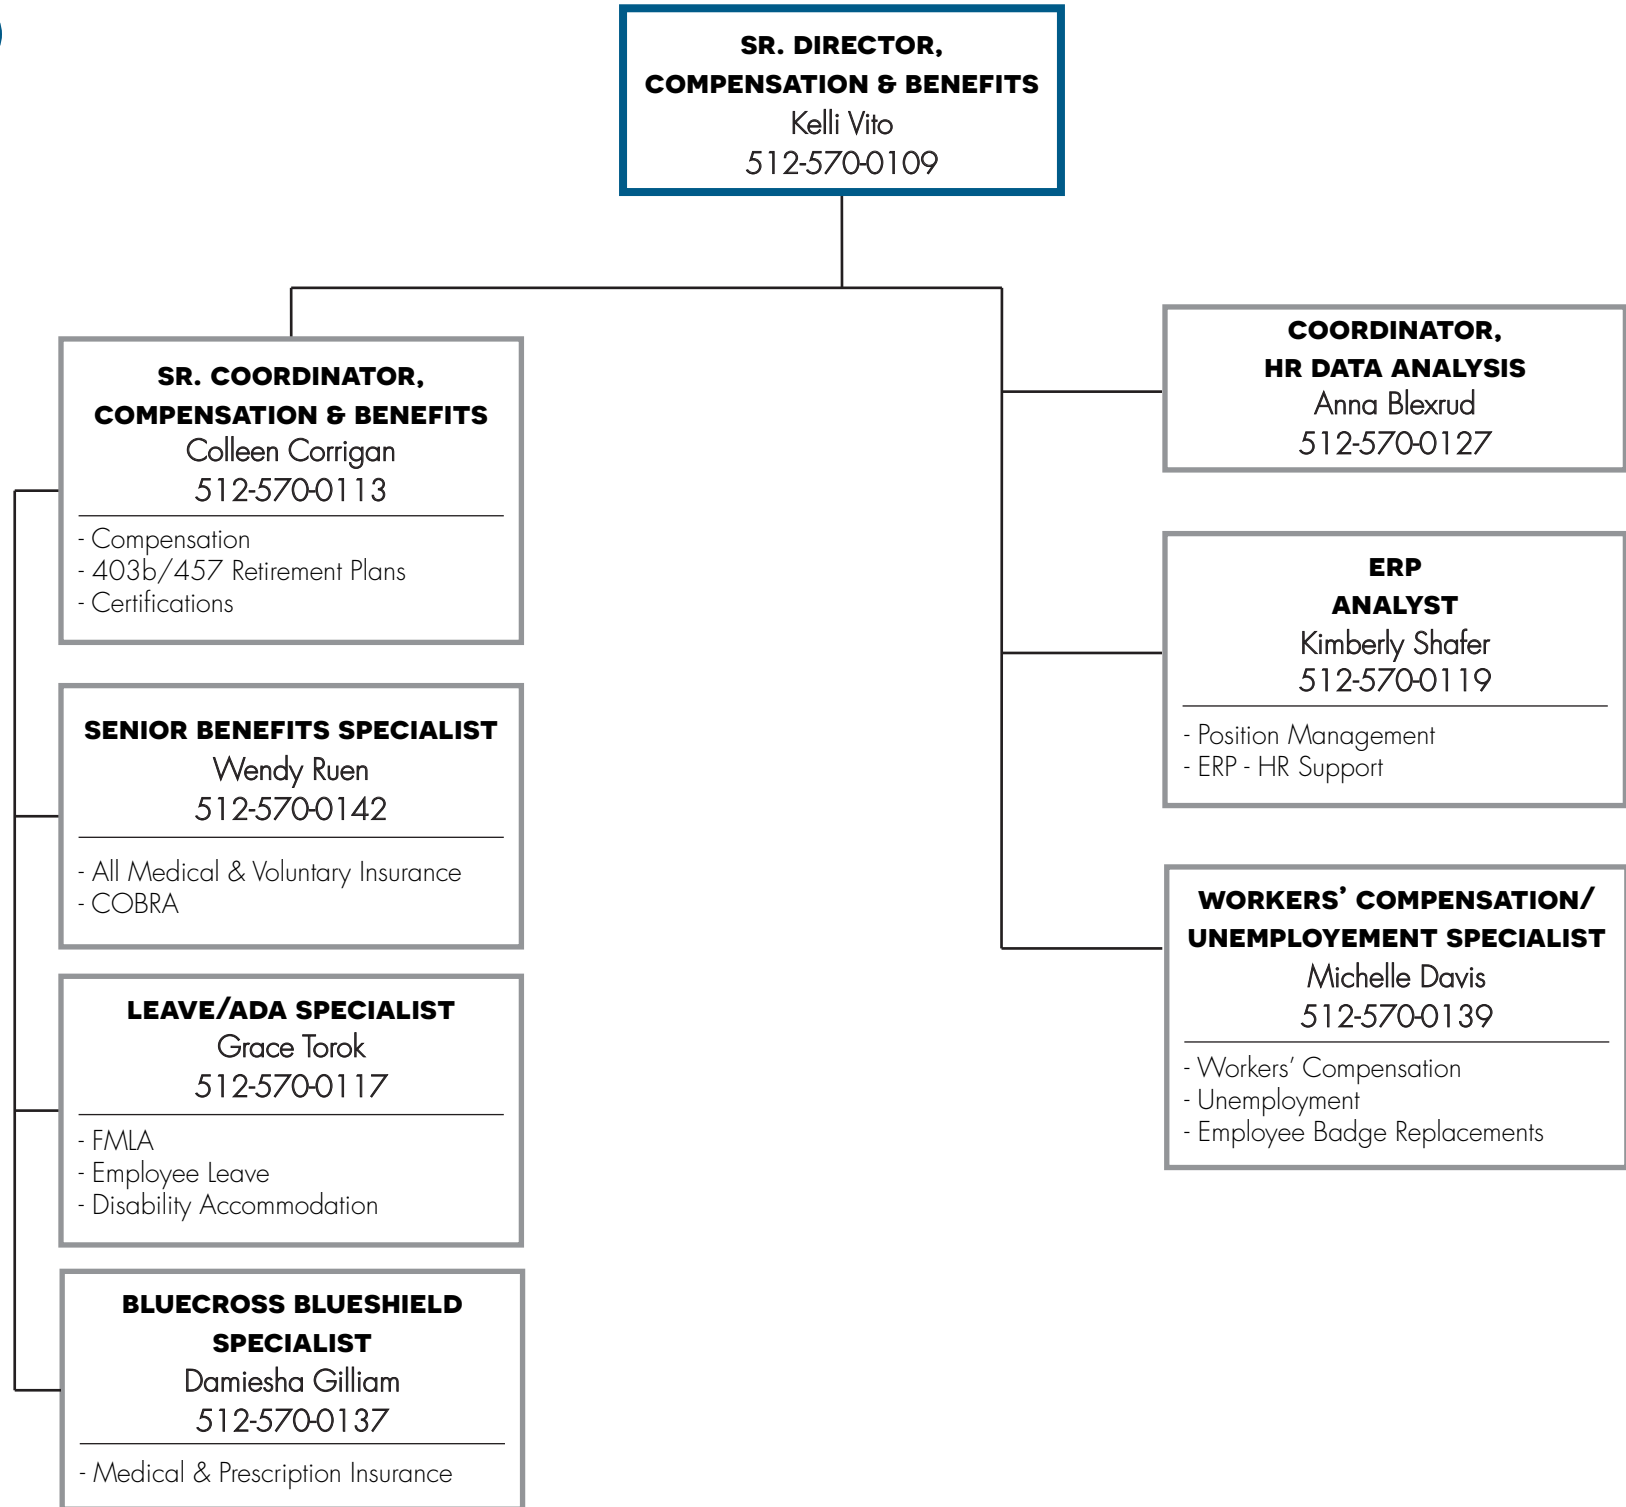 SR. DIRECTOR,
COMPENSATION & BENEFITS
Kelli Vito
512-570-0109
SR. COORDINATOR,
COMPENSATION & BENEFITS
Colleen Corrigan
512-570-0113
- Compensation
- 403b/457 Retirement Plans
- Certifications
SENIOR BENEFITS SPECIALIST
Wendy Ruen
512-570-0142
- All Medical & Voluntary Insurance
- COBRA
LEAVE/ADA SPECIALIST
Grace Torok
512-570-0117
- FMLA
- Employee Leave
- Disability Accommodation
BLUECROSS BLUESHIELD
SPECIALIST
Damiesha Gilliam
512-570-0137
- Medical & Prescription Insurance
COORDINATOR,
HR DATA ANALYSIS
Anna Blexrud
512-570-0127
ERP
ANALYST
Kimberly Shafer
512-570-0119
- Position Management
- ERP - HR Support
WORKERS' COMPENSATION/
UNEMPLOYEMENT SPECIALIST
Michelle Davis
512-570-0139
- Workers' Compensation
- Unemployment
- Employee Badge Replacements